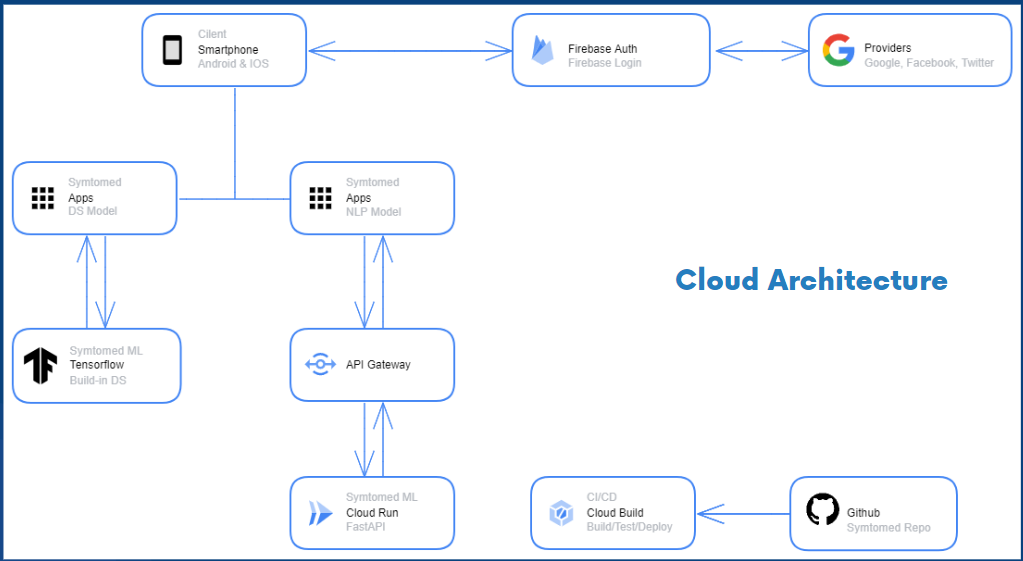 Cilent
Smartphone
Android & IOS
Firebase Auth
Firebase Login
Providers
Google, Facebook, Twitter
Symtomed
Apps
DS Model
Symtomed
Apps
NLP Model
Cloud Architecture
Symtomed ML
Tensorflow
Build-in DS
API Gateway
Symtomed ML
Cloud Run
FastAPI
CI/CD
Cloud Build
Build/Test/Deploy
Github
Symtomed Repo